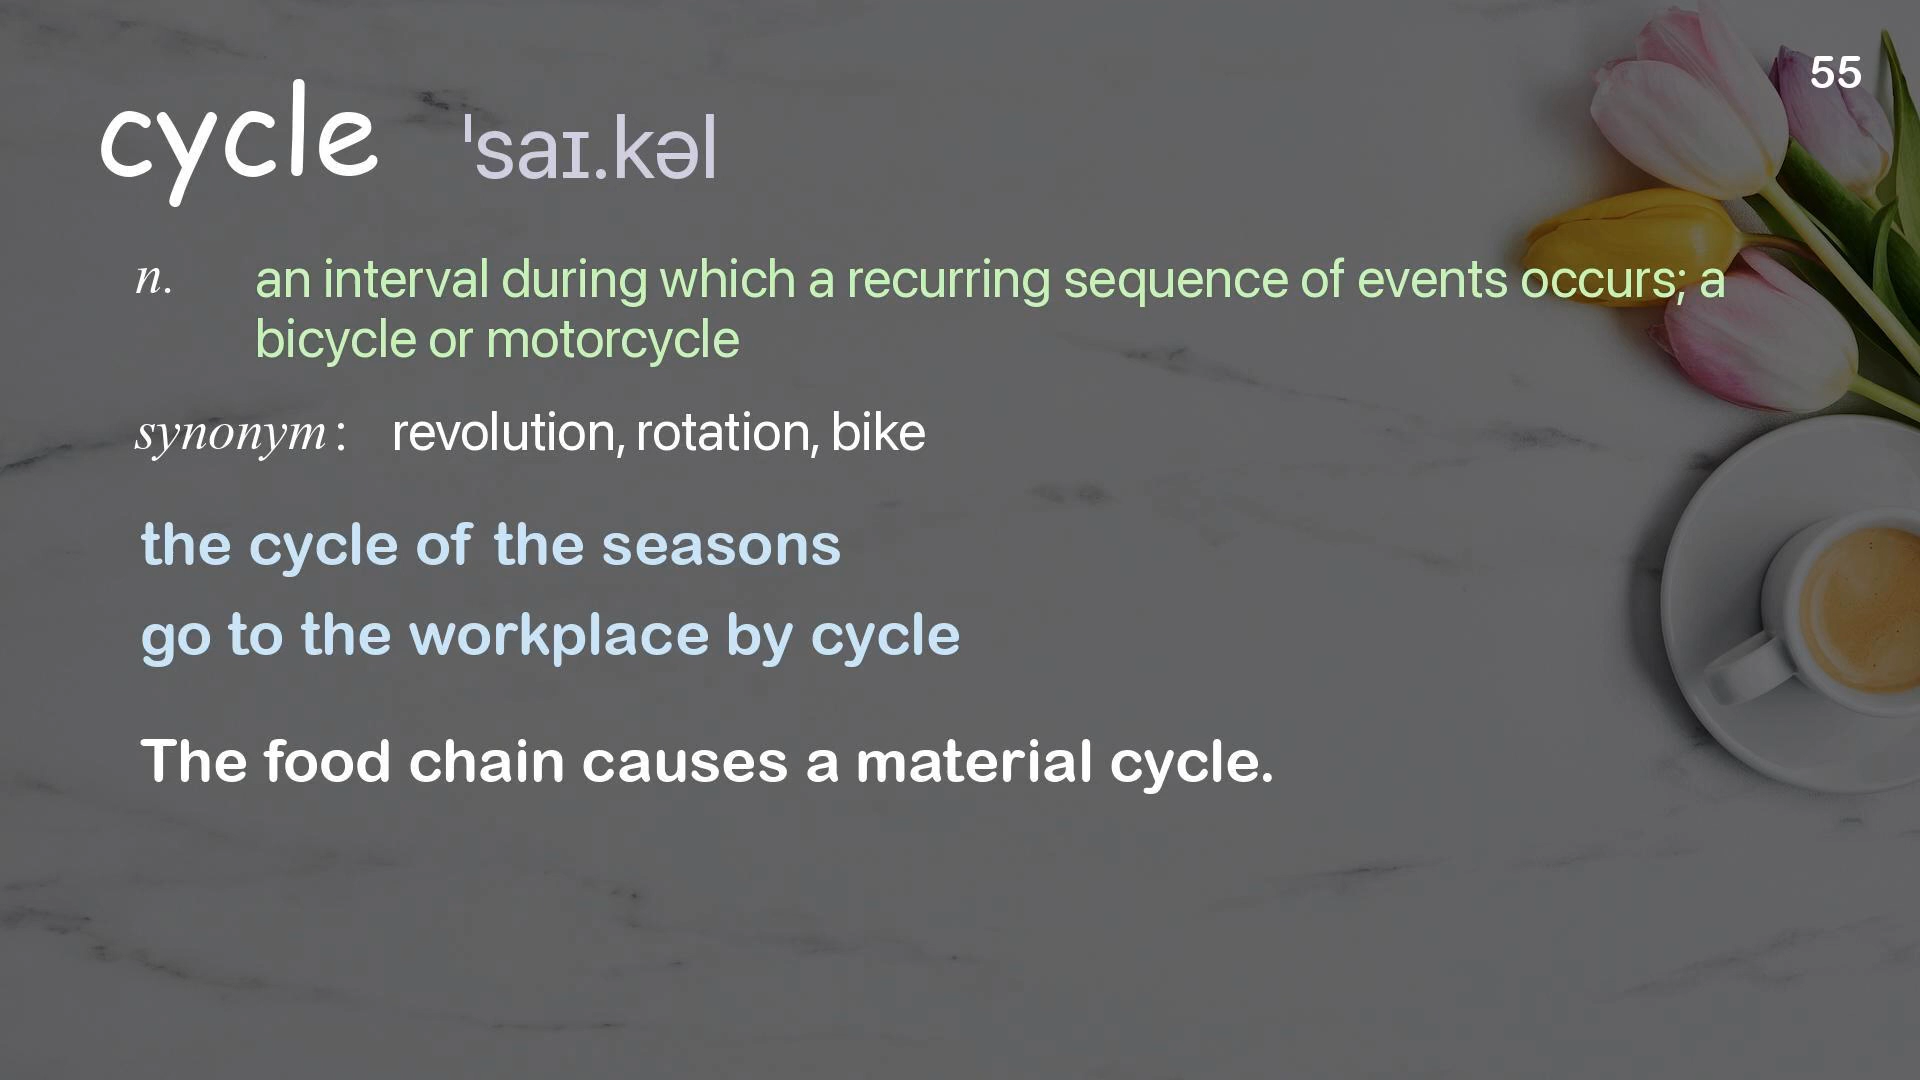 55
cycle ˈsaɪ.kəl
n. an interval during which a recurring sequence of events occurs; a
bicycle or motorcycle
synonym: revolution, rotation, bike
the cycle of the seasons
go to the workplace by cycle
The food chain causes a material cycle.